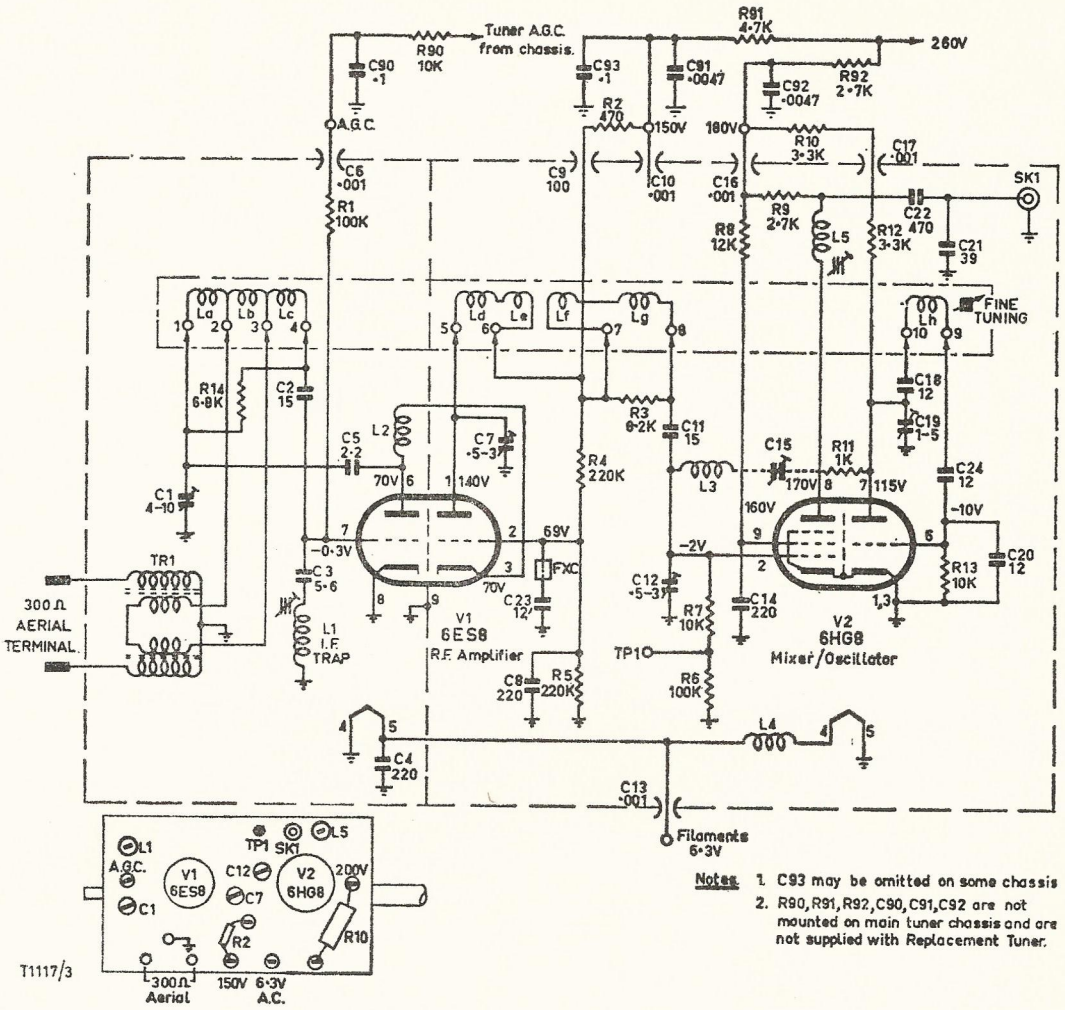 R91
4.7K
Tuner A.G.C.
from chassis.
260V
R90
10K
C90
.1
C93
.1
C91
.0047
R92
2.7K
C92
.0047
R2
470
A.G.C.
150V
180V
R10
3.3K
C17
.001
C6
.001
C9
100
C10
.001
C16
.001
SK1
R1
100K
R9
2.7K
C22
470
R8
12K
L5
R12
3.3K
C21
39
La
Lb
Lc
Ld
Le
Lf
Lg
Lh
FINE
TUNING
1
2
3
4
5
6
7
8
10
9
R14
6.8K
C2
15
C18
12
L2
C7
.5-3
R3
8.2K
C11
15
C19
1-5
C5
2.2
R4
220K
C15
R11
1K
L3
C24
12
70V
6
1
140V
170V
8
7
115V
C1
4-10
160V
-10V
7
2
69V
9
6
-0.3V
-2V
2
TR1
C3
5.6
3
FXC
C12
.5-3
R13
10K
C20
12
70V
300Ω
AERIAL
TERMINAL
8
9
C23
12
R7
10K
C14
220
1,3
L1
I.F.
TRAP
V1
6ES8
R.F. Amplifier
V2
6HG8
Mixer/Oscillator
TP1
C8
220
R5
220K
R6
100K
4
5
L4
4
5
C4
220
C13
.001
Filaments
6.3V
L1
TP1
SK1
L5
A.G.C.
V1
6ES8
C12
V2
6HG8
200V
C7
C1
R2
R10
300Ω
Aerial
150V
6.3V
A.C.
T1117/3
Notes
1. C93 may be omitted on some chassis
2. R90,R91,R92,C90,C91,C92 are not
mounted on main tuner chassis and are
not supplied with Replacement Tuner.